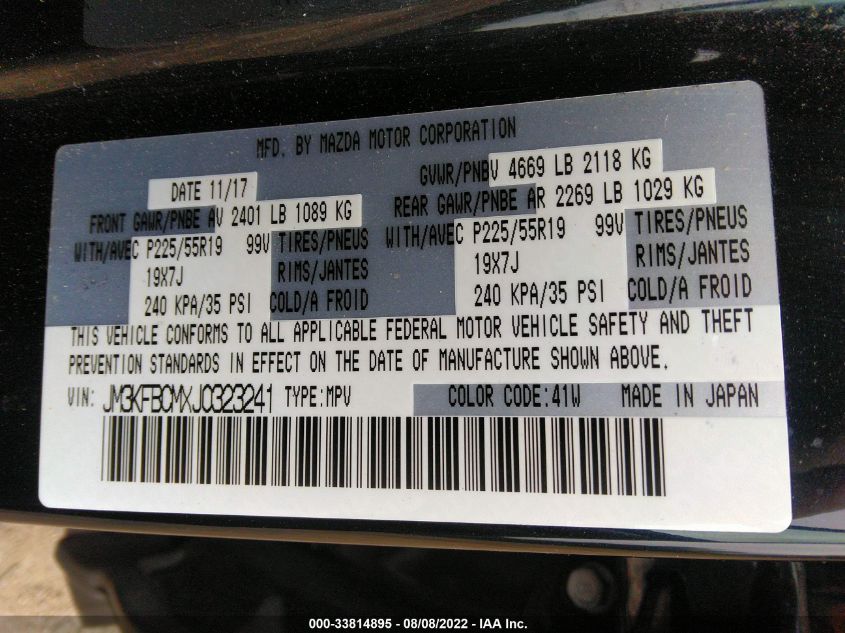 MFD. BY MAZDA MOTOR CORPORATION
DATE 11/17 GVWR/PNBV 4669 LB 2118 KG
FRONT GAWR/PNBE AV 2401 LB 1089 KG REAR GAWR/PNBE AR 2269 LB 1029 KG
WITH/AVEC P225/55R19 99V TIRES/PNEUS WITH/AVEC P225/55R19 99V TIRES/PNEUS
19X7J RIMS/JANTES 19X7J RIMS/JANTES
240 KPA/35 PSI COLD/A FROID 240 KPA/35 PSI COLD/A FROID
THIS VEHICLE CONFORMS TO ALL APPLICABLE FEDERAL MOTOR VEHICLE SAFETY AND THEFT
PREVENTION STANDARDS IN EFFECT ON THE DATE OF MANUFACTURE SHOWN ABOVE.
VIN: JM3KFBCMXJ0323241 TYPE:MPV COLOR CODE:41W MADE IN JAPAN
000-33814895 - 08/08/2022 - IAA Inc.